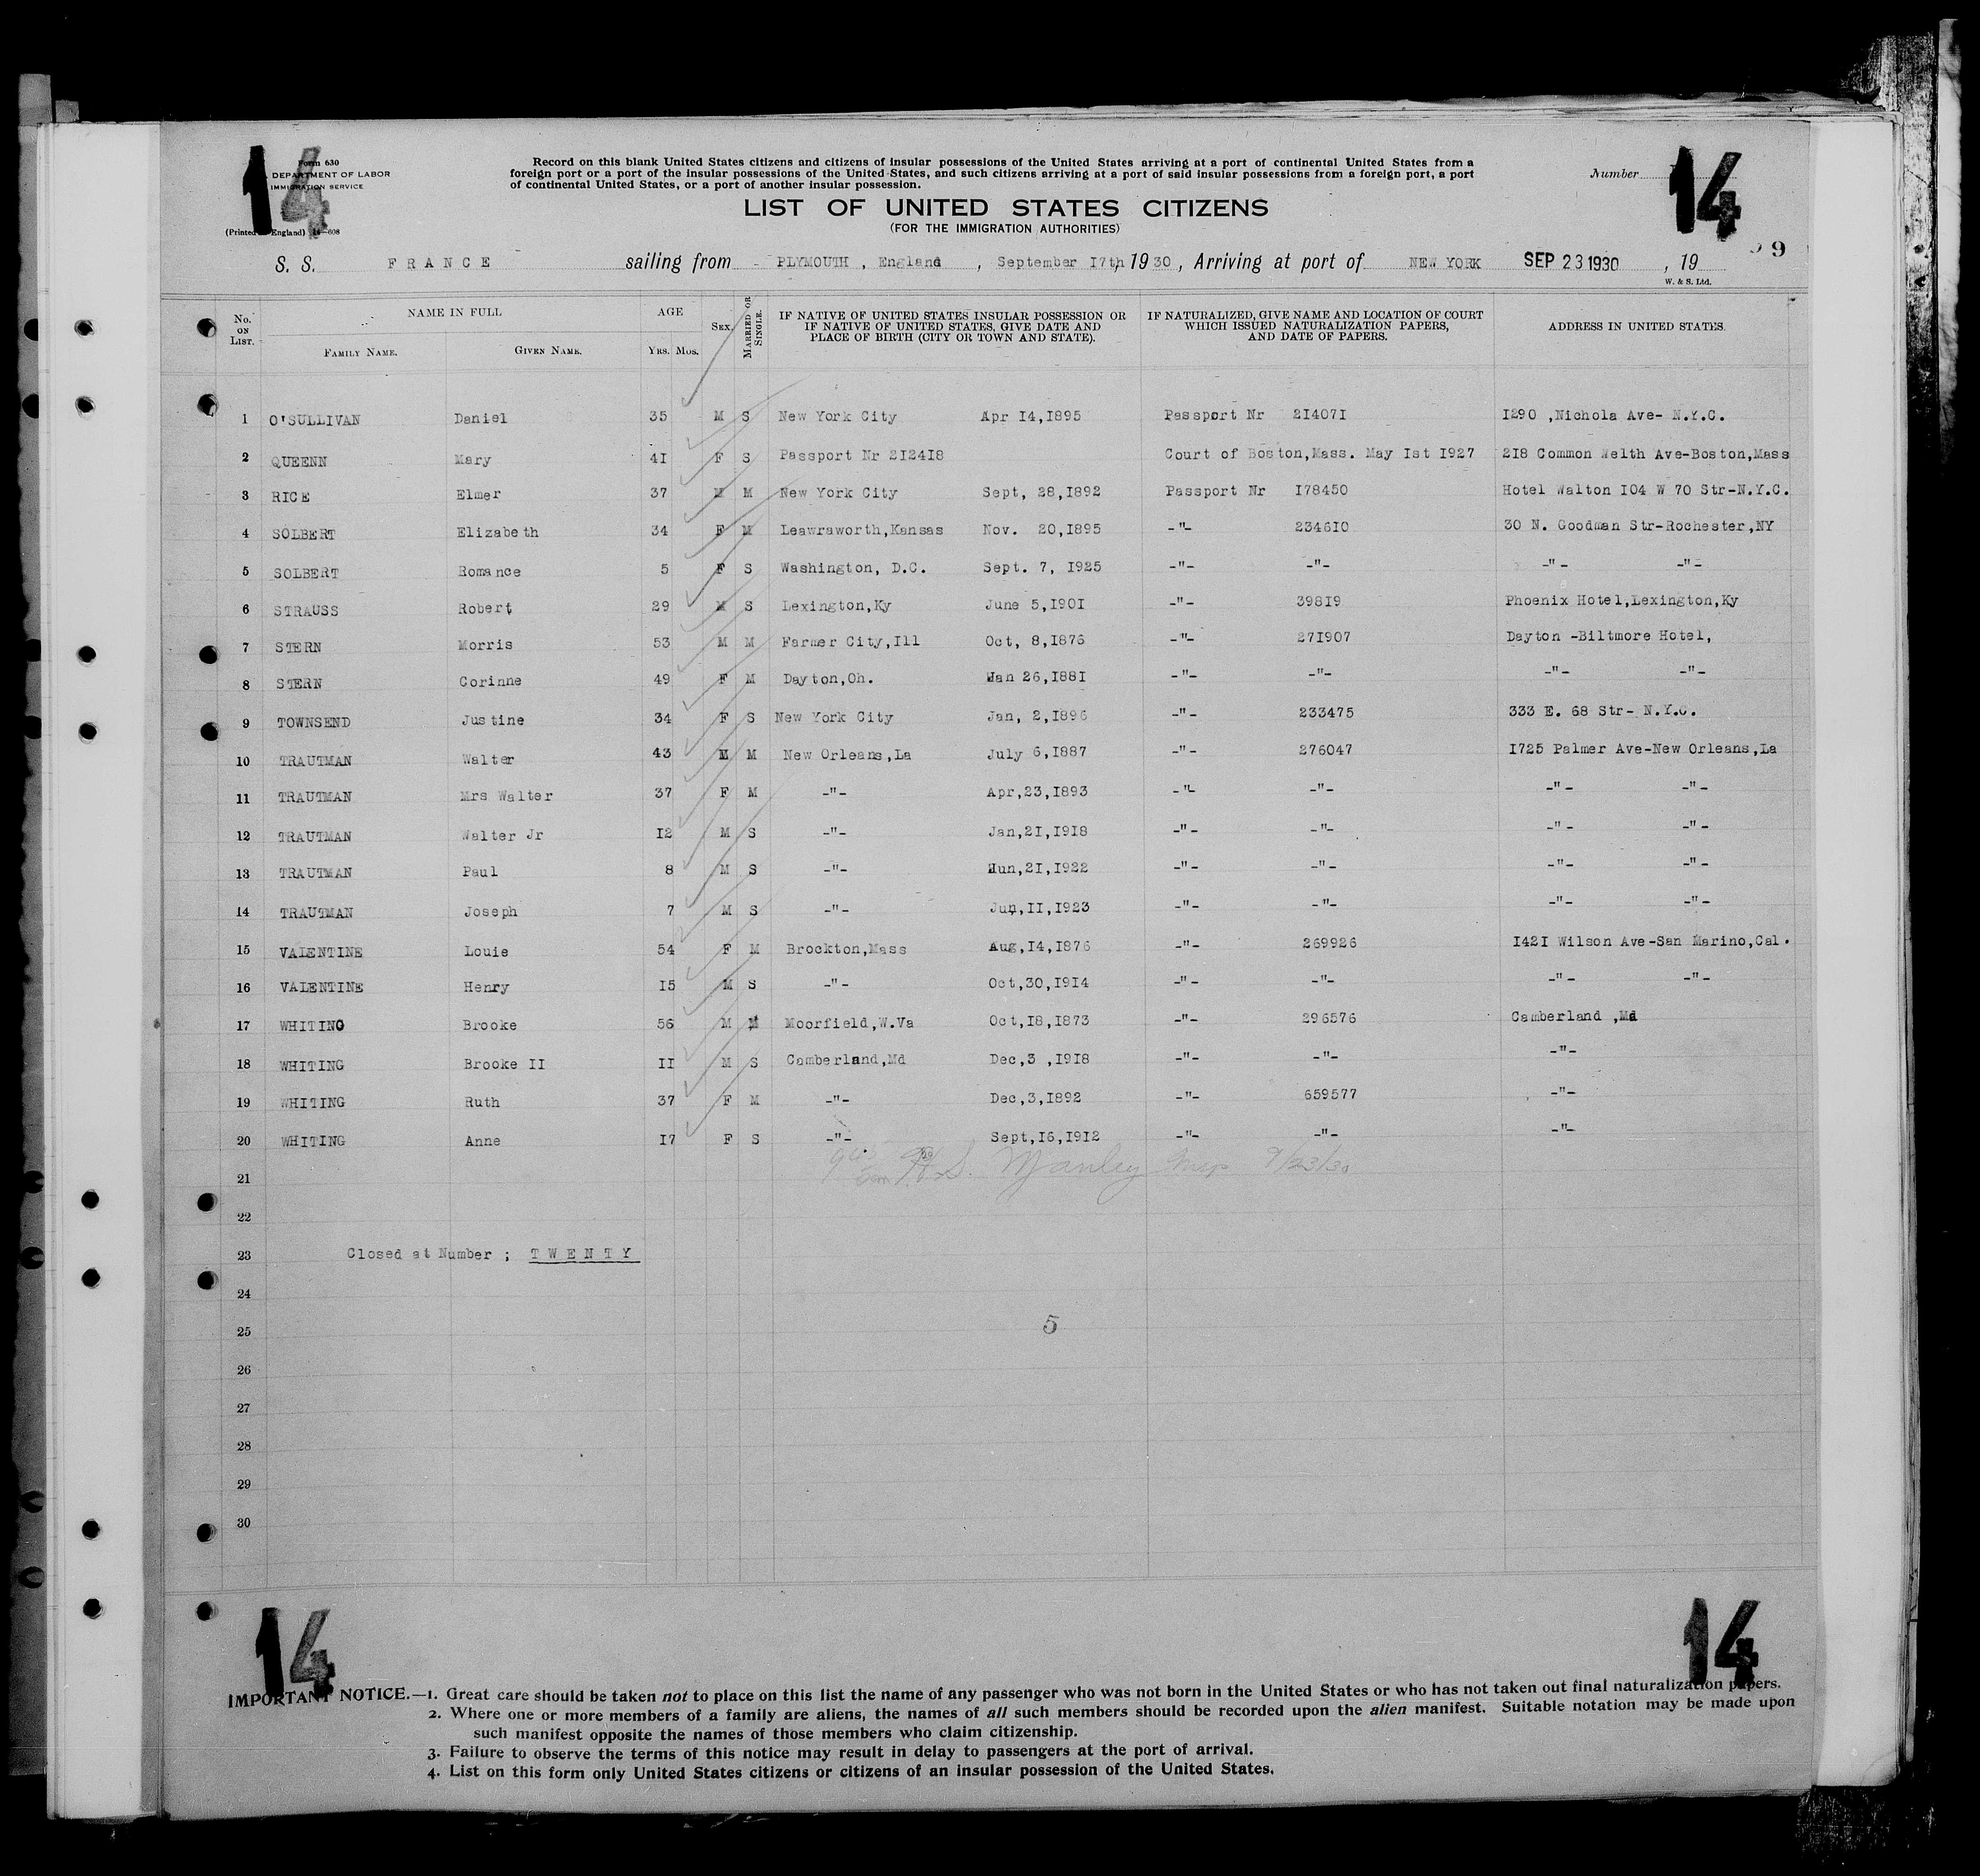 14
14
Form 630
DEPARTMENT OF LABOR
IMMIGRATION SERVICE
(Printed England) —608
Record on this blank United States citizens and citizens of insular possessions of the United States arriving at a port of continental United States from a
foreign port or a port of the insular possessions of the United States, and such citizens arriving at a port of said insular possessions from a foreign port, a port
of continental United States, or a port of another insular possession.
Number
LIST OF UNITED STATES CITIZENS
(FOR THE IMMIGRATION AUTHORITIES)
9
S. S. FRANCE sailing from PLYMOUTH , England , September 17th 1930 , Arriving at port of NEW YORK SEP 23 1930 , 19
W. & S. Ltd.
No. ON LIST. NAME IN FULL FAMILY NAME. GIVEN NAME. AGE YRS. MOS. SEX. MARRIED OR SINGLE. IF NATIVE OF UNITED STATES INSULAR POSSESSION OR IF NATIVE OF UNITED STATES, GIVE DATE AND PLACE OF BIRTH (CITY OR TOWN AND STATE). IF NATURALIZED, GIVE NAME AND LOCATION OF COURT WHICH ISSUED NATURALIZATION PAPERS, AND DATE OF PAPERS. ADDRESS IN UNITED STATES.
1 O'SULLIVAN Daniel 35 M S New York City Apr 14,1895 Passport Nr 214071 1290 ,Nichola Ave- N.Y.C.
2 QUEENN Mary 41 F S Passport Nr 212418 Court of Boston,Mass. May 1st 1927 218 Common Welth Ave-Boston,Mass
3 RICE Elmer 37 M M New York City Sept, 28,1892 Passport Nr 178450 Hotel Walton 104 W 70 Str-N.Y.C.
4 SOLBERT Elizabeth 34 F M Leawrsworth,Kansas Nov. 20,1895 -"- 234610 30 N. Goodman Str-Rochester,NY
5 SOLBERT Romance 5 F S Washington, D.C. Sept. 7, 1925 -"- -"- -"- -"-
6 STRAUSS Robert 29 M S Lexington,Ky June 5,1901 -"- 39819 Phoenix Hotel,Lexington,Ky
7 STERN Morris 53 M M Farmer City,Ill Oct, 8,1876 -"- 271907 Dayton -Biltmore Hotel,
8 STERN Corinne 49 F M Dayton,Oh. Jan 26,1881 -"- -"- -"- -"-
9 TOWNSEND Justine 34 F S New York City Jan, 2,1896 -"- 233475 333 E. 68 Str- N.Y.C.
10 TRAUTMAN Walter 43 M M New Orleans,La July 6,1887 -"- 276047 1725 Palmer Ave-New Orleans,La
11 TRAUTMAN Mrs Walter 37 F M -"- Apr,23,1893 -"- -"- -"- -"-
12 TRAUTMAN Walter Jr 12 M S -"- Jan,21,1918 -"- -"- -"- -"-
13 TRAUTMAN Paul 8 M S -"- Jun,21,1922 -"- -"- -"- -"-
14 TRAUTMAN Joseph 7 M S -"- Jun,11,1923 -"- -"- -"- -"-
15 VALENTINE Louie 54 F M Brockton,Mass Aug,14,1876 -"- 269926 1421 Wilson Ave-San Marino,Cal.
16 VALENTINE Henry 15 M S -"- Oct,30,1914 -"- -"- -"- -"-
17 WHITING Brooke 56 M M Moorfield,W.Va Oct,18,1873 -"- 296576 Camberland ,Md
18 WHITING Brooke II 11 M S Camberland,Md Dec,3 ,1918 -"- -"- -"-
19 WHITING Ruth 37 F M -"- Dec,3,1892 -"- 659577 -"-
20 WHITING Anne 17 F S -"- Sept,16,1912 -"- -"- -"-
S. Manley Insp 9/23/30
21
22
23 Closed at Number ; TWENTY
24
25 5
26
27
28
29
30
14
14
IMPORTANT NOTICE.—1. Great care should be taken not to place on this list the name of any passenger who was not born in the United States or who has not taken out final naturalization papers.
2. Where one or more members of a family are aliens, the names of all such members should be recorded upon the alien manifest. Suitable notation may be made upon
such manifest opposite the names of those members who claim citizenship.
3. Failure to observe the terms of this notice may result in delay to passengers at the port of arrival.
4. List on this form only United States citizens or citizens of an insular possession of the United States.